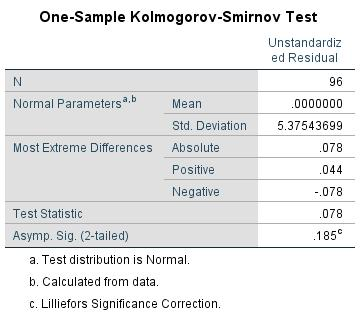 One-Sample Kolmogorov-Smirnov Test
Unstandardiz
ed Residual
N 96
Normal Parametersa,b Mean .0000000
Std. Deviation 5.37543699
Most Extreme Differences Absolute .078
Positive .044
Negative -.078
Test Statistic .078
Asymp. Sig. (2-tailed) .185c
a. Test distribution is Normal.
b. Calculated from data.
c. Lilliefors Significance Correction.